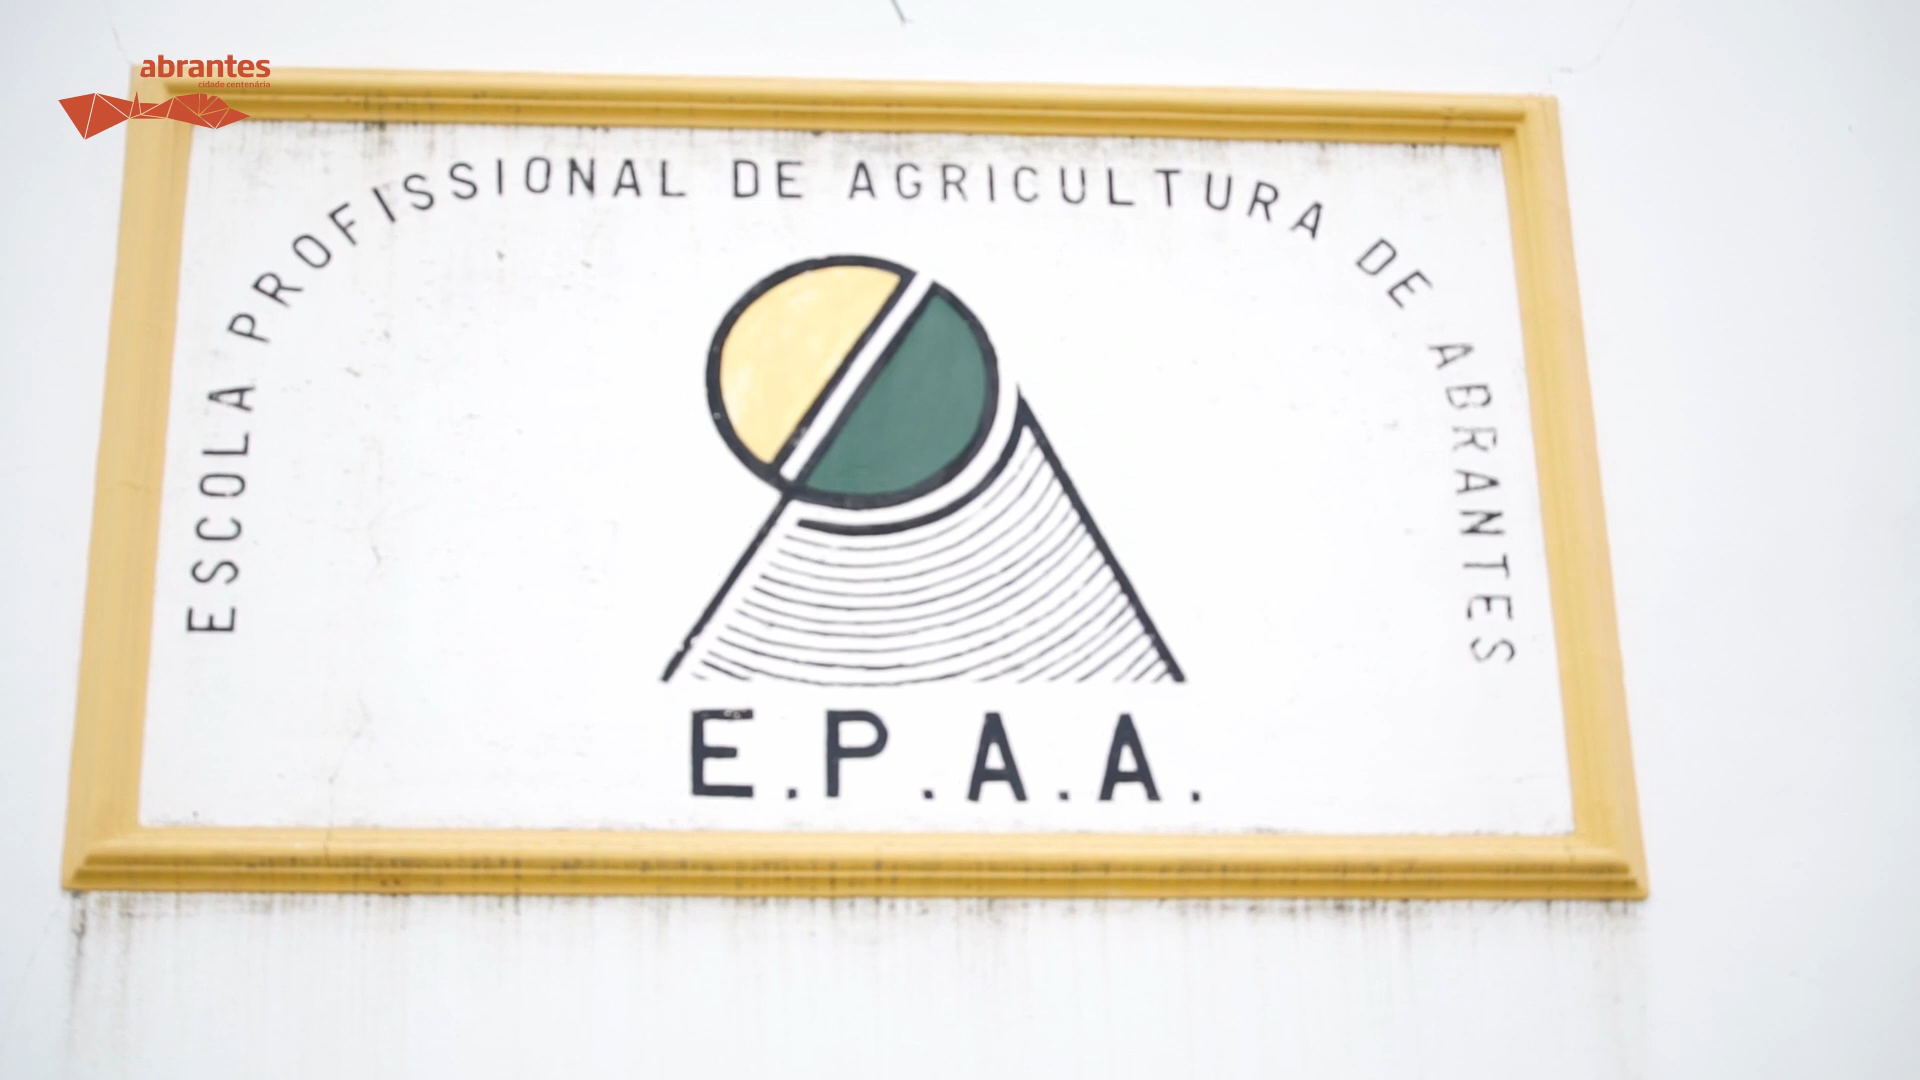 abrantes
cidade centenária
ESCOLA PROFISSIONAL DE AGRICULTURA DE ABRANTES
E.P.A.A.